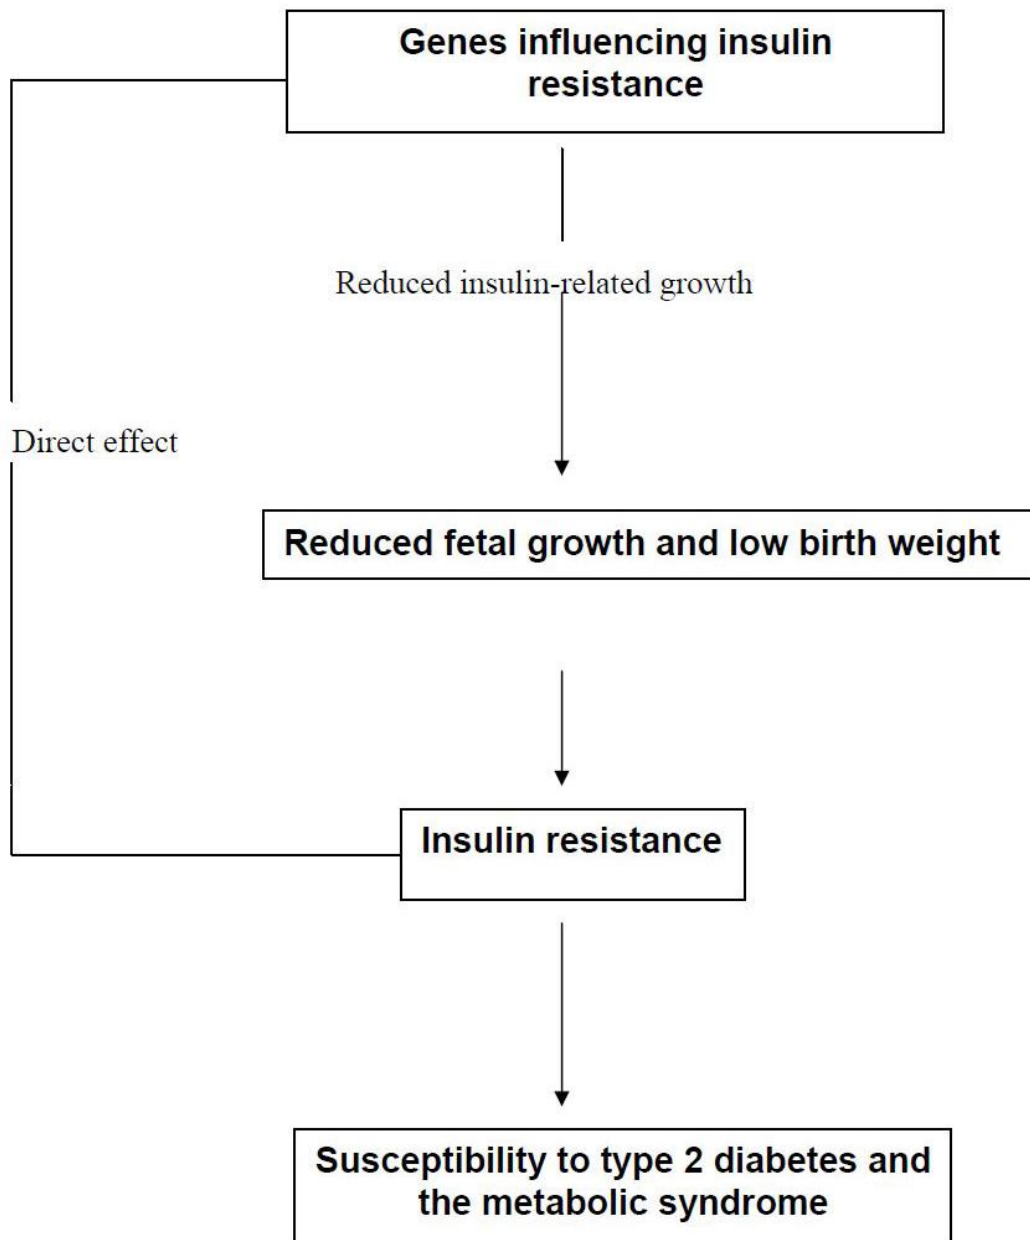 Genes influencing insulin
resistance
Reduced insulin-related growth
Direct effect
Reduced fetal growth and low birth weight
Insulin resistance
Susceptibility to type 2 diabetes and
the metabolic syndrome